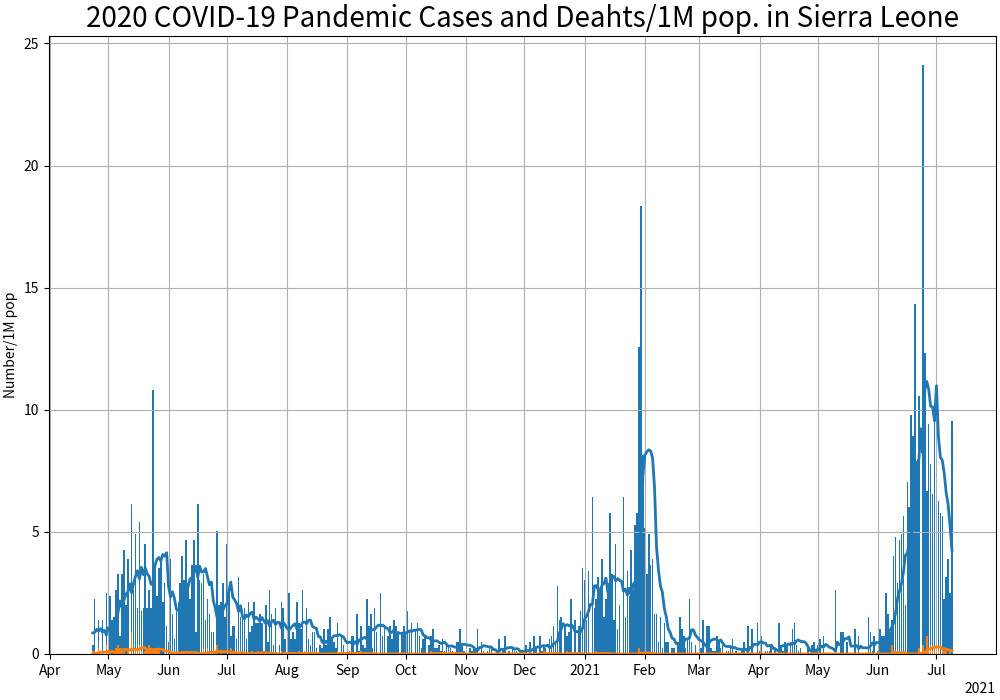 2020 COVID-19 Pandemic Cases and Deahts/1M pop. in Sierra Leone
Number/1M pop
25
20
15
10
5
0
Apr May Jun Jul Aug Sep Oct Nov Dec 2021 Feb Mar Apr May Jun Jul
2021